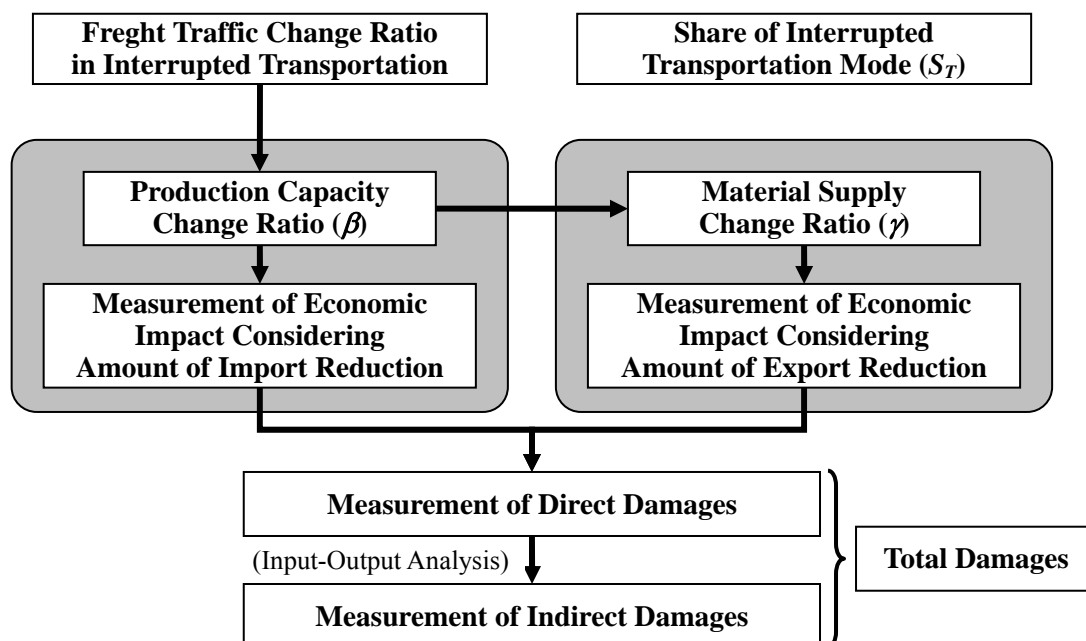 Freght Traffic Change Ratio
in Interrupted Transportation
Share of Interrupted
Transportation Mode (S_T)
Production Capacity
Change Ratio (β)
Material Supply
Change Ratio (γ)
Measurement of Economic
Impact Considering
Amount of Import Reduction
Measurement of Economic
Impact Considering
Amount of Export Reduction
Measurement of Direct Damages
(Input-Output Analysis)
Total Damages
Measurement of Indirect Damages